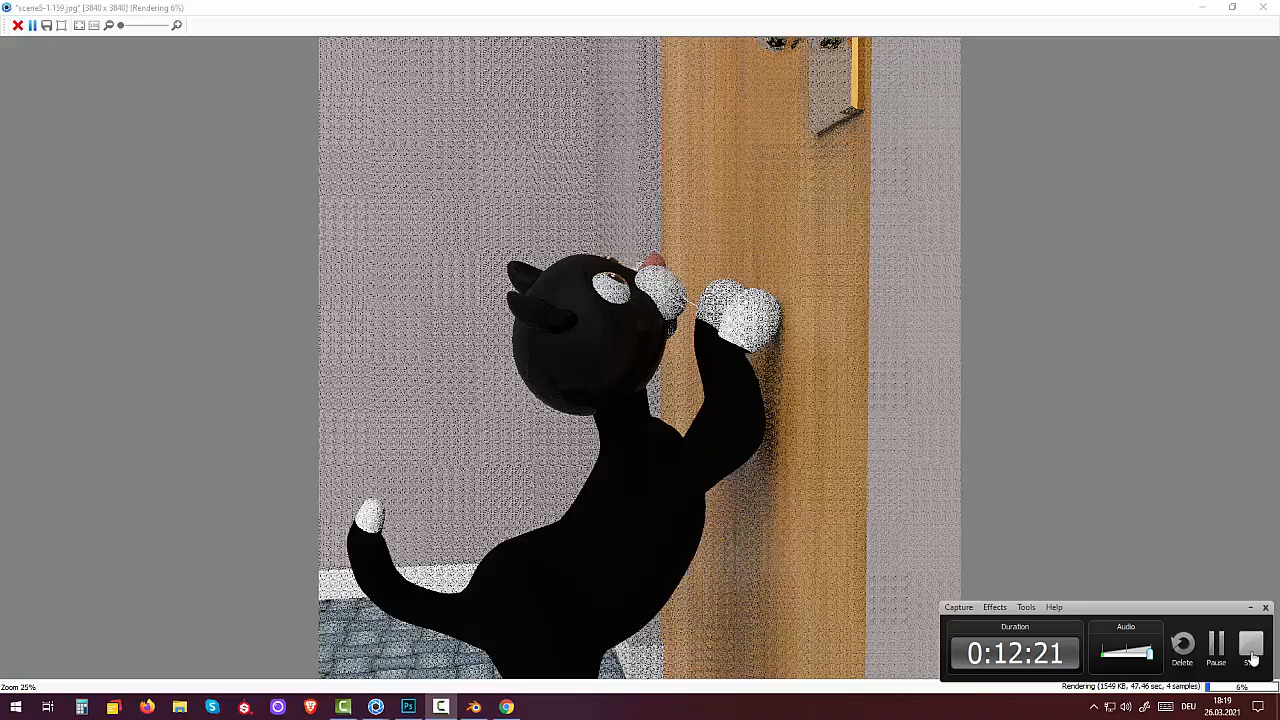 "scene5-1.159.jpg" [3840 x 3840] (Rendering 6%)
Capture Effects Tools Help
Duration
Audio
0:12:21
Delete
Pause
Zoom 25%
Rendering (1549 KB, 47.46 sec, 4 samples)
6%
Ps
DEU
18:19
26.03.2021